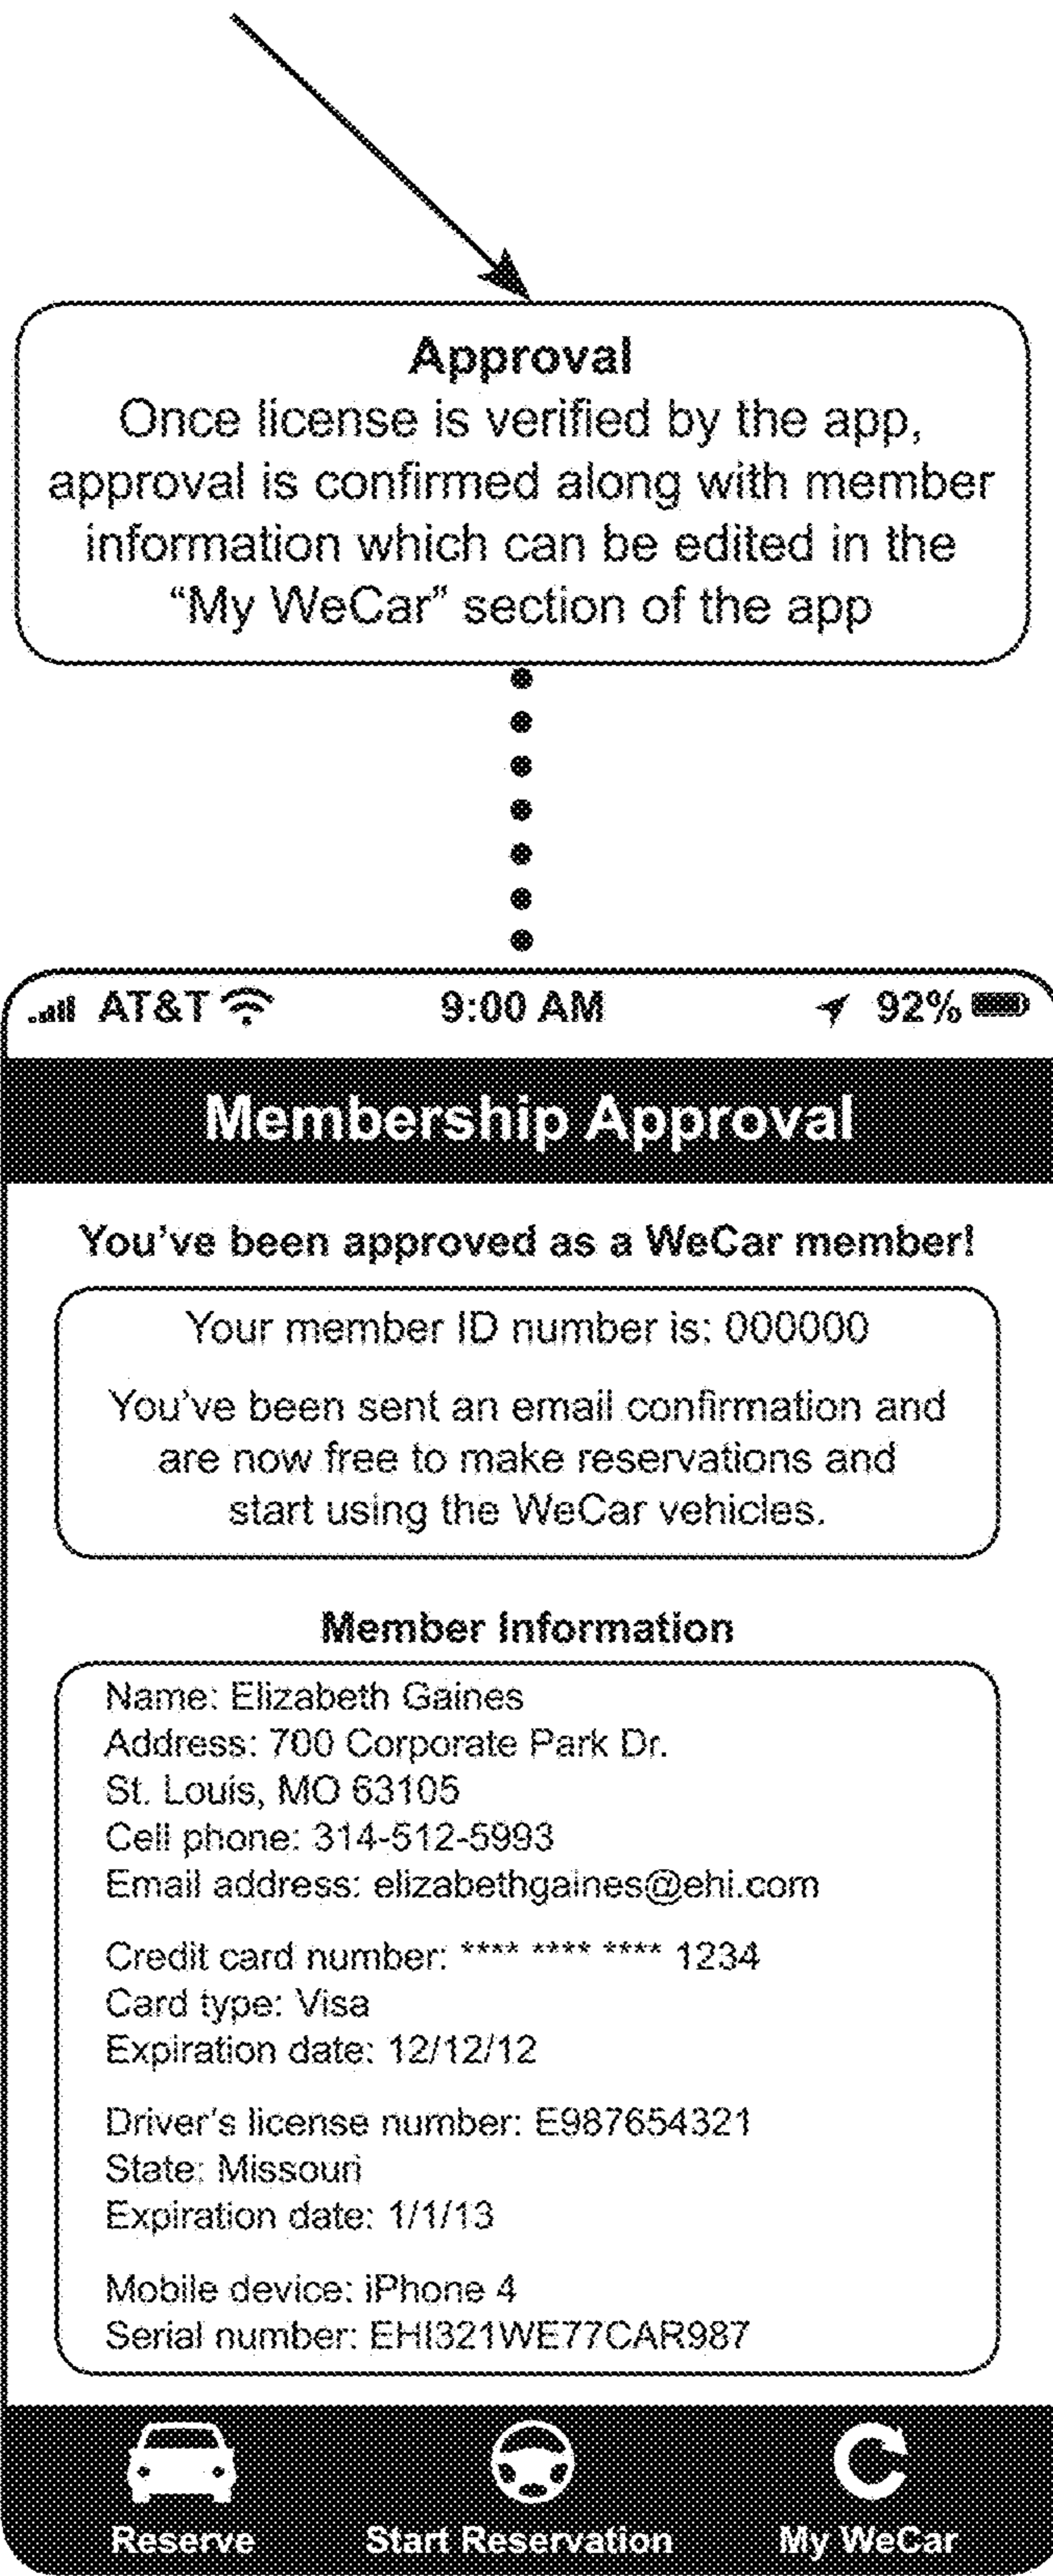 Approval
Once license is verified by the app,
approval is confirmed along with member
information which can be edited in the
“My WeCar” section of the app
AT&T 9:00 AM 92%
Membership Approval
You’ve been approved as a WeCar member!
Your member ID number is: 000000
You’ve been sent an email confirmation and
are now free to make reservations and
start using the WeCar vehicles.
Member Information
Name: Elizabeth Gaines
Address: 700 Corporate Park Dr.
St. Louis, MO 63105
Cell phone: 314-512-5993
Email address: elizabethgaines@ehi.com
Credit card number: **** **** **** 1234
Card type: Visa
Expiration date: 12/12/12
Driver’s license number: E987654321
State: Missouri
Expiration date: 1/1/13
Mobile device: iPhone 4
Serial number: EHI321WE77CAR987
Reserve Start Reservation My WeCar